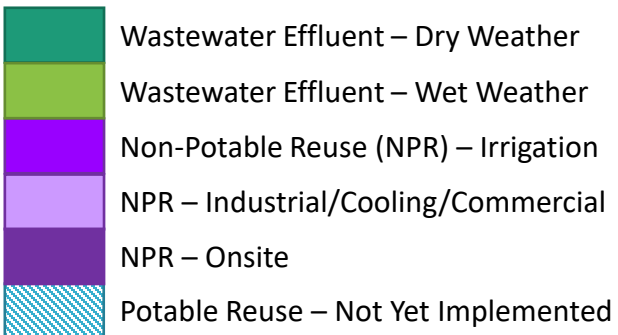 Wastewater Effluent – Dry Weather
Wastewater Effluent – Wet Weather
Non-Potable Reuse (NPR) – Irrigation
NPR – Industrial/Cooling/Commercial
NPR – Onsite
Potable Reuse – Not Yet Implemented